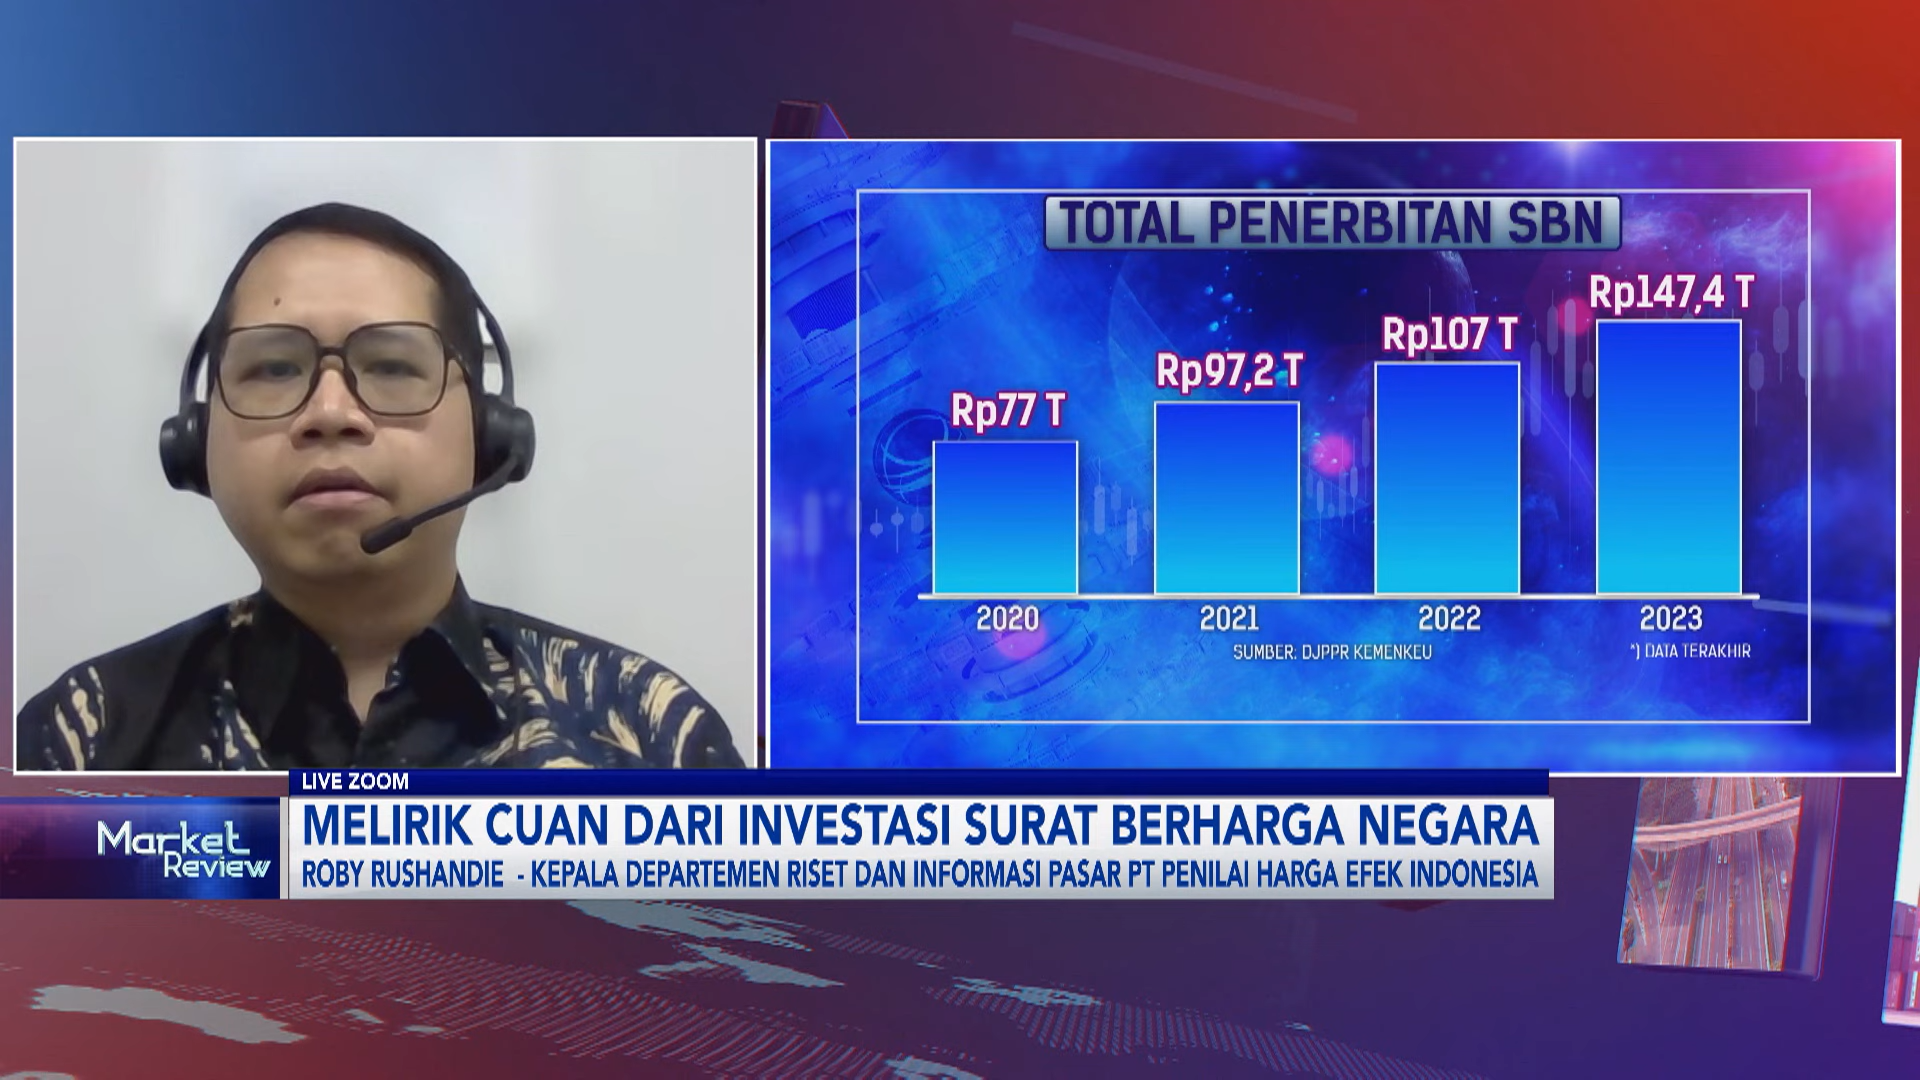 TOTAL PENERBITAN SBN
Rp77 T
Rp97,2 T
Rp107 T
Rp147,4 T
2020
2021
2022
2023
SUMBER: DJPPR KEMENKEU
*) DATA TERAKHIR
LIVE ZOOM
Market
Review
MELIRIK CUAN DARI INVESTASI SURAT BERHARGA NEGARA
ROBY RUSHANDIE - KEPALA DEPARTEMEN RISET DAN INFORMASI PASAR PT PENILAI HARGA EFEK INDONESIA